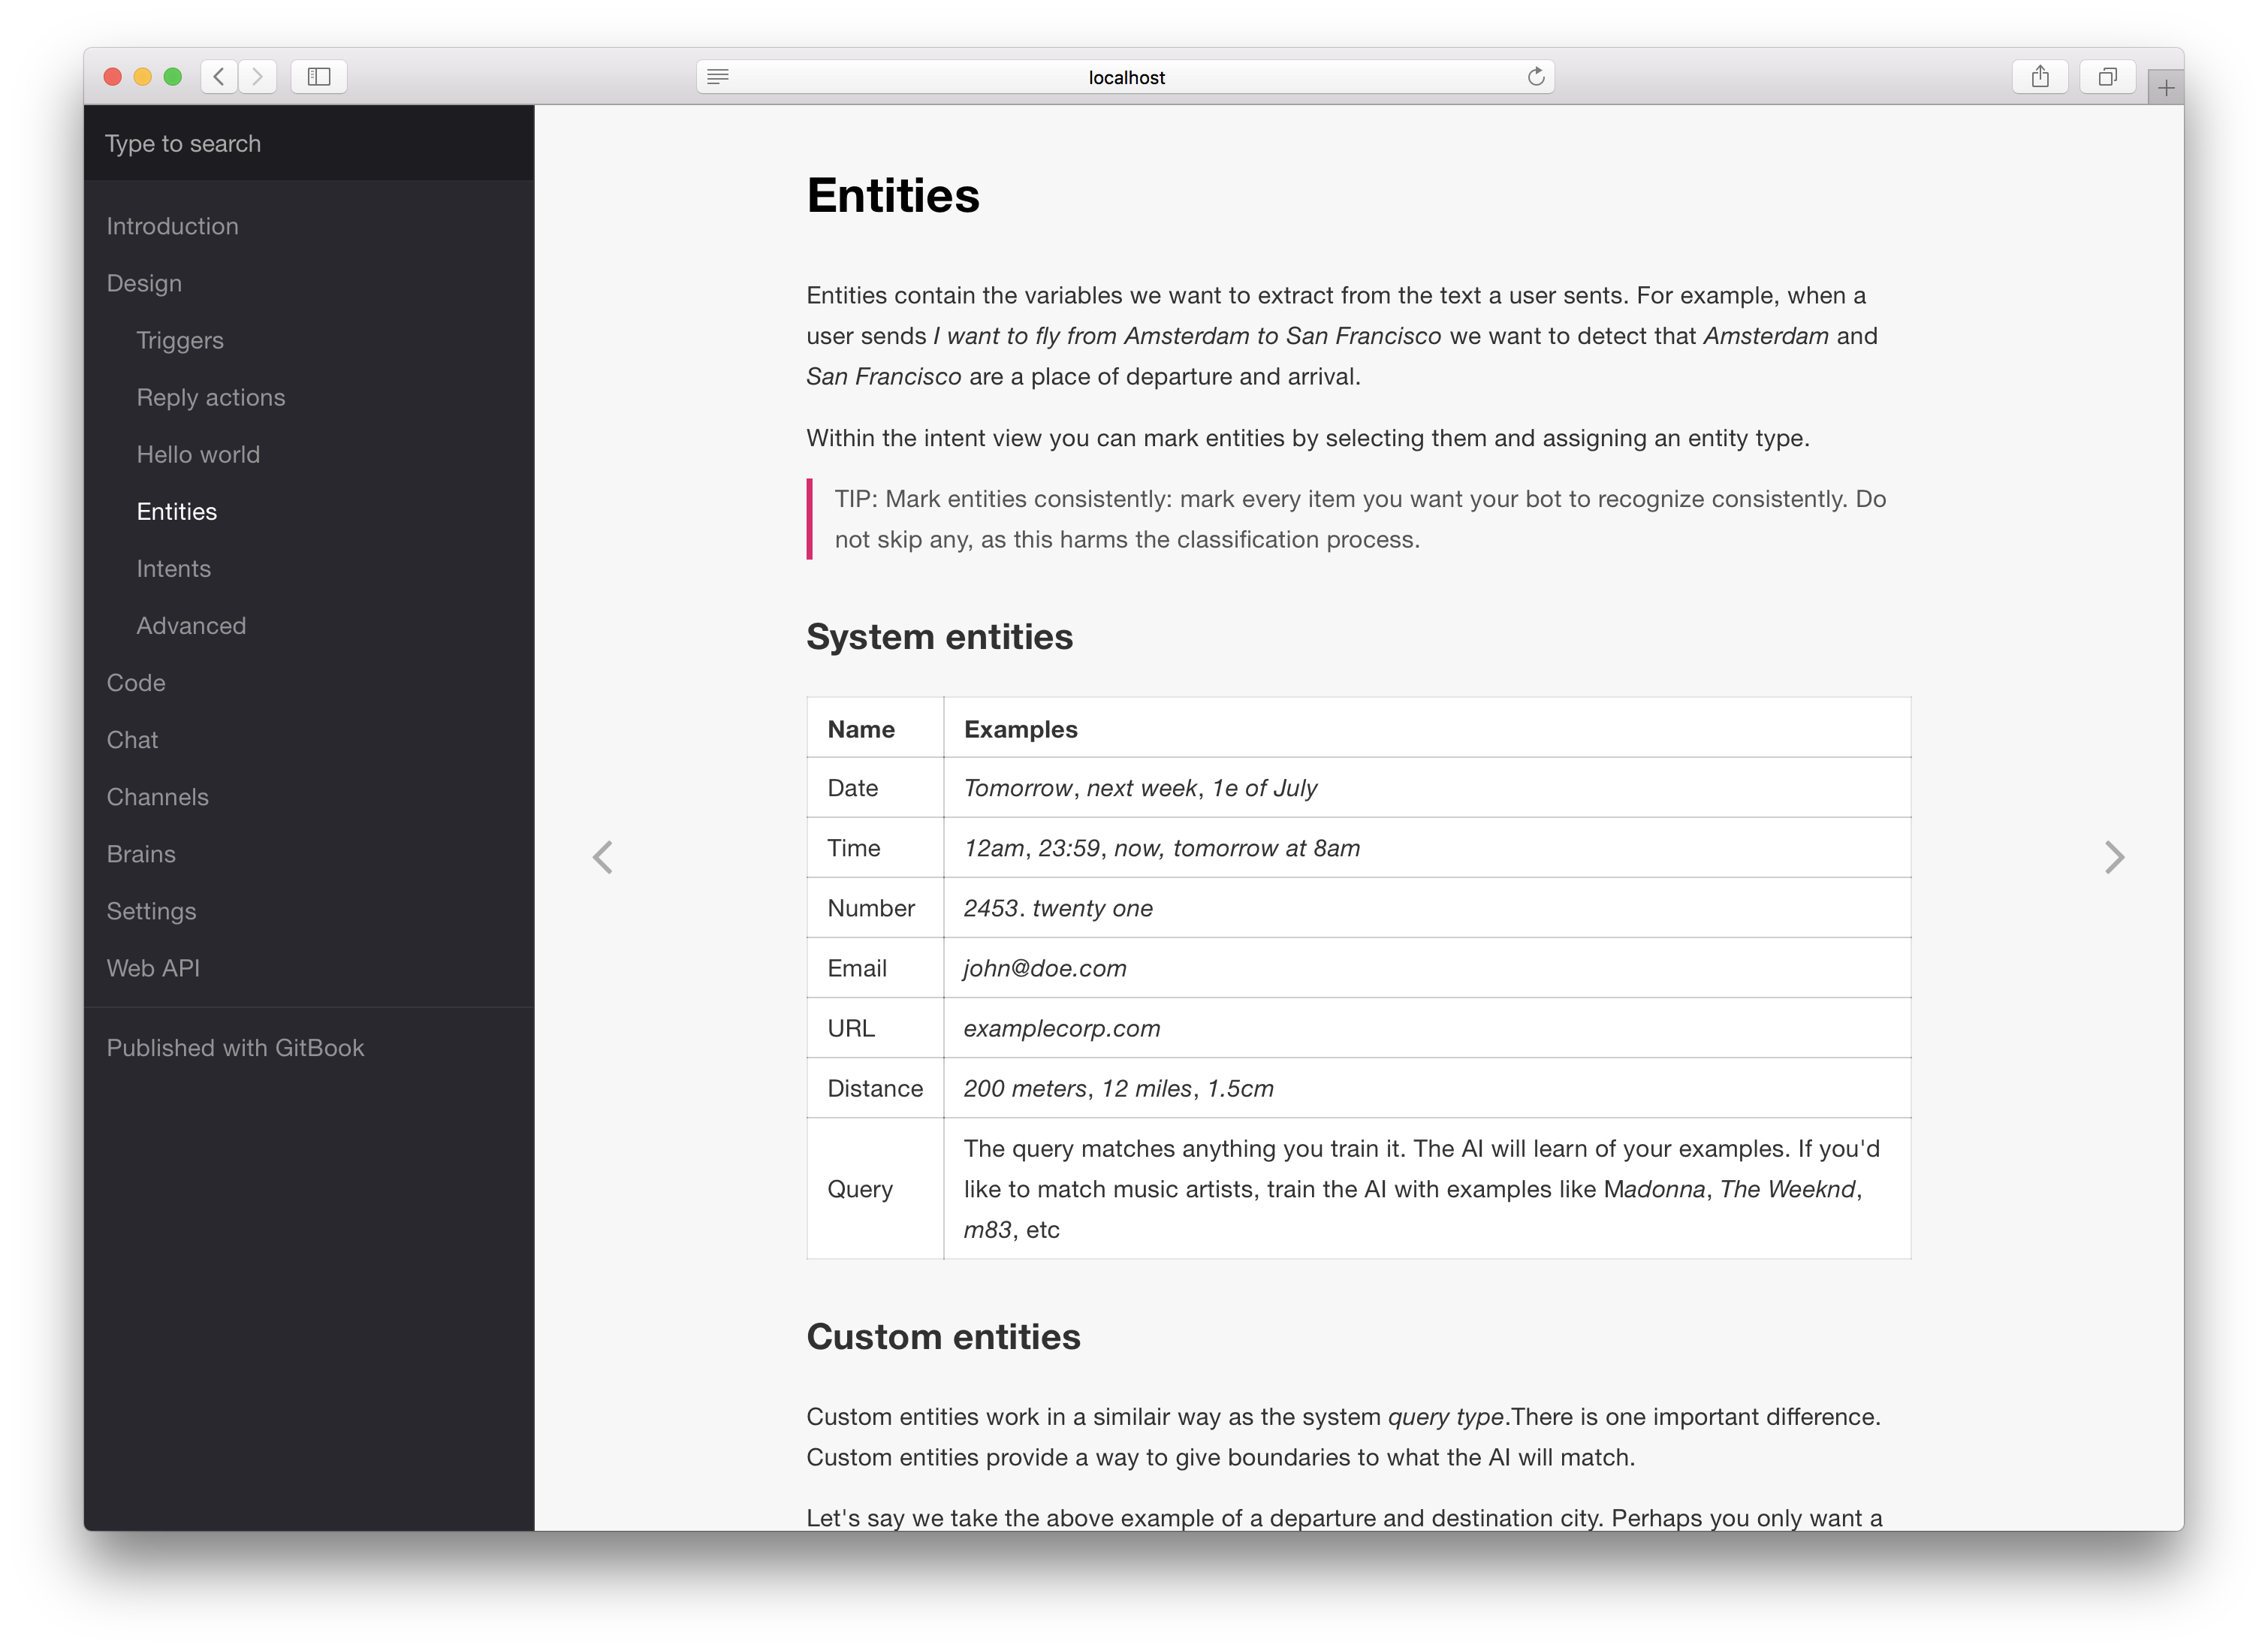 localhost
Type to search
Introduction
Design
Triggers
Reply actions
Hello world
Entities
Intents
Advanced
Code
Chat
Channels
Brains
Settings
Web API
Published with GitBook
Entities
Entities contain the variables we want to extract from the text a user sents. For example, when a
user sends I want to fly from Amsterdam to San Francisco we want to detect that Amsterdam and
San Francisco are a place of departure and arrival.
Within the intent view you can mark entities by selecting them and assigning an entity type.
TIP: Mark entities consistently: mark every item you want your bot to recognize consistently. Do
not skip any, as this harms the classification process.
System entities
Name Examples
Date Tomorrow, next week, 1e of July
Time 12am, 23:59, now, tomorrow at 8am
Number 2453. twenty one
Email john@doe.com
URL examplecorp.com
Distance 200 meters, 12 miles, 1.5cm
The query matches anything you train it. The AI will learn of your examples. If you'd
Query like to match music artists, train the AI with examples like Madonna, The Weeknd,
m83, etc
Custom entities
Custom entities work in a similair way as the system query type.There is one important difference.
Custom entities provide a way to give boundaries to what the AI will match.
Let's say we take the above example of a departure and destination city. Perhaps you only want a